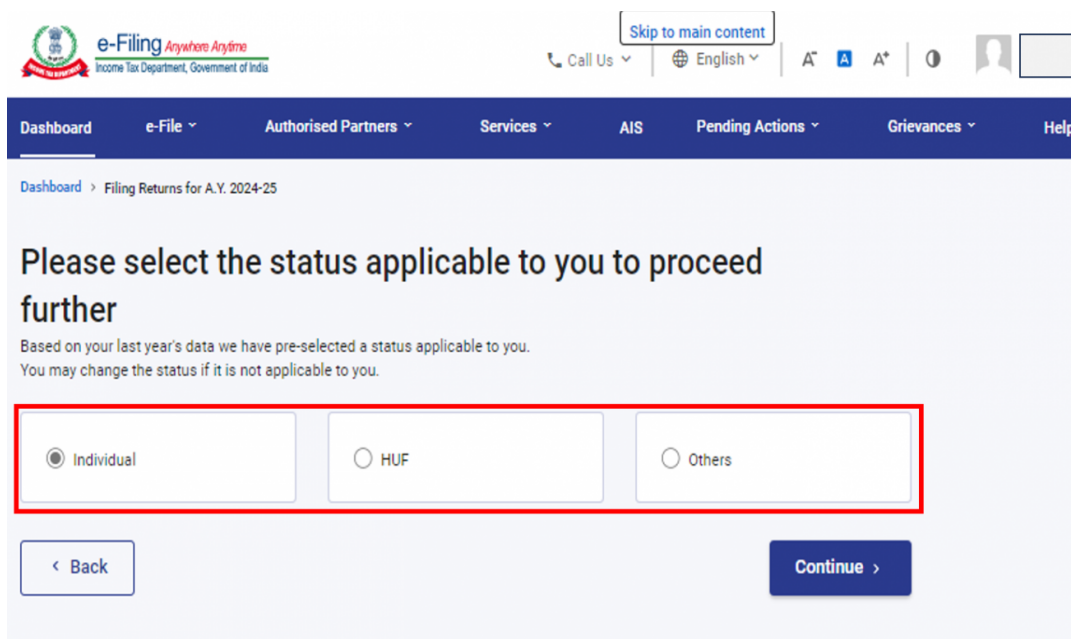 Skip to main content
e-Filing Anywhere Anytime
Income Tax Department, Government of India
Call Us
English
A-
A
A+
Dashboard
e-File
Authorised Partners
Services
AIS
Pending Actions
Grievances
Help
Dashboard > Filing Returns for A.Y. 2024-25
Please select the status applicable to you to proceed
further
Based on your last year's data we have pre-selected a status applicable to you.
You may change the status if it is not applicable to you.
Individual
HUF
Others
< Back
Continue >